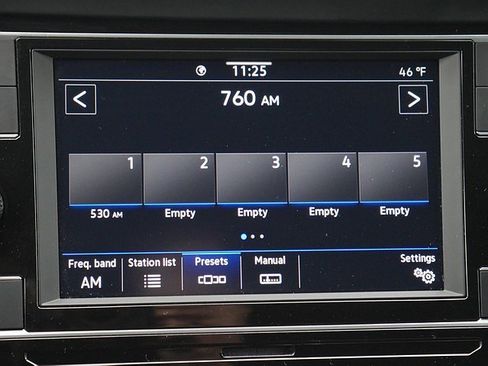 11:25
46 °F
< 760 AM >
1 2 3 4 5
530 AM Empty Empty Empty Empty
Freq. band Station list Presets Manual Settings
AM